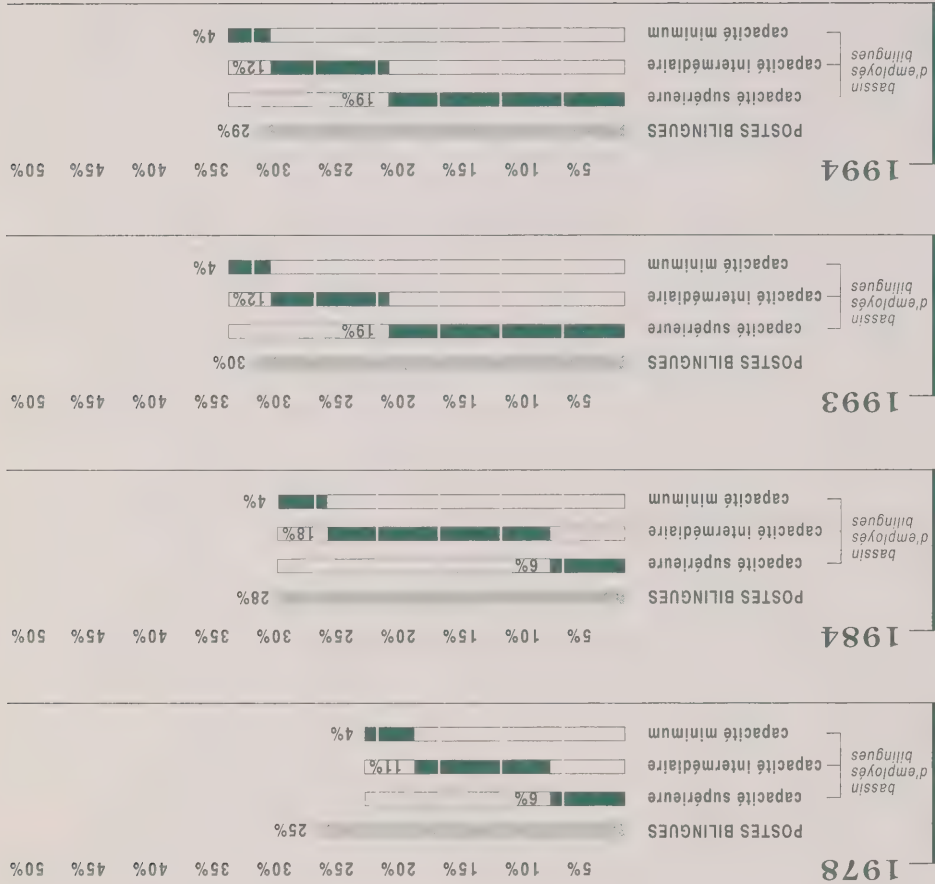 1978
5% 10% 15% 20% 25% 30% 35% 40% 45% 50%
POSTES BILINGUES 25%
bassin d'employés bilingues
capacité supérieure 6%
capacité intermédiaire 11%
capacité minimum 4%
1984
5% 10% 15% 20% 25% 30% 35% 40% 45% 50%
POSTES BILINGUES 28%
bassin d'employés bilingues
capacité supérieure 6%
capacité intermédiaire 18%
capacité minimum 4%
1993
5% 10% 15% 20% 25% 30% 35% 40% 45% 50%
POSTES BILINGUES 30%
bassin d'employés bilingues
capacité supérieure 19%
capacité intermédiaire 12%
capacité minimum 4%
1994
5% 10% 15% 20% 25% 30% 35% 40% 45% 50%
POSTES BILINGUES 29%
bassin d'employés bilingues
capacité supérieure 19%
capacité intermédiaire 12%
capacité minimum 4%